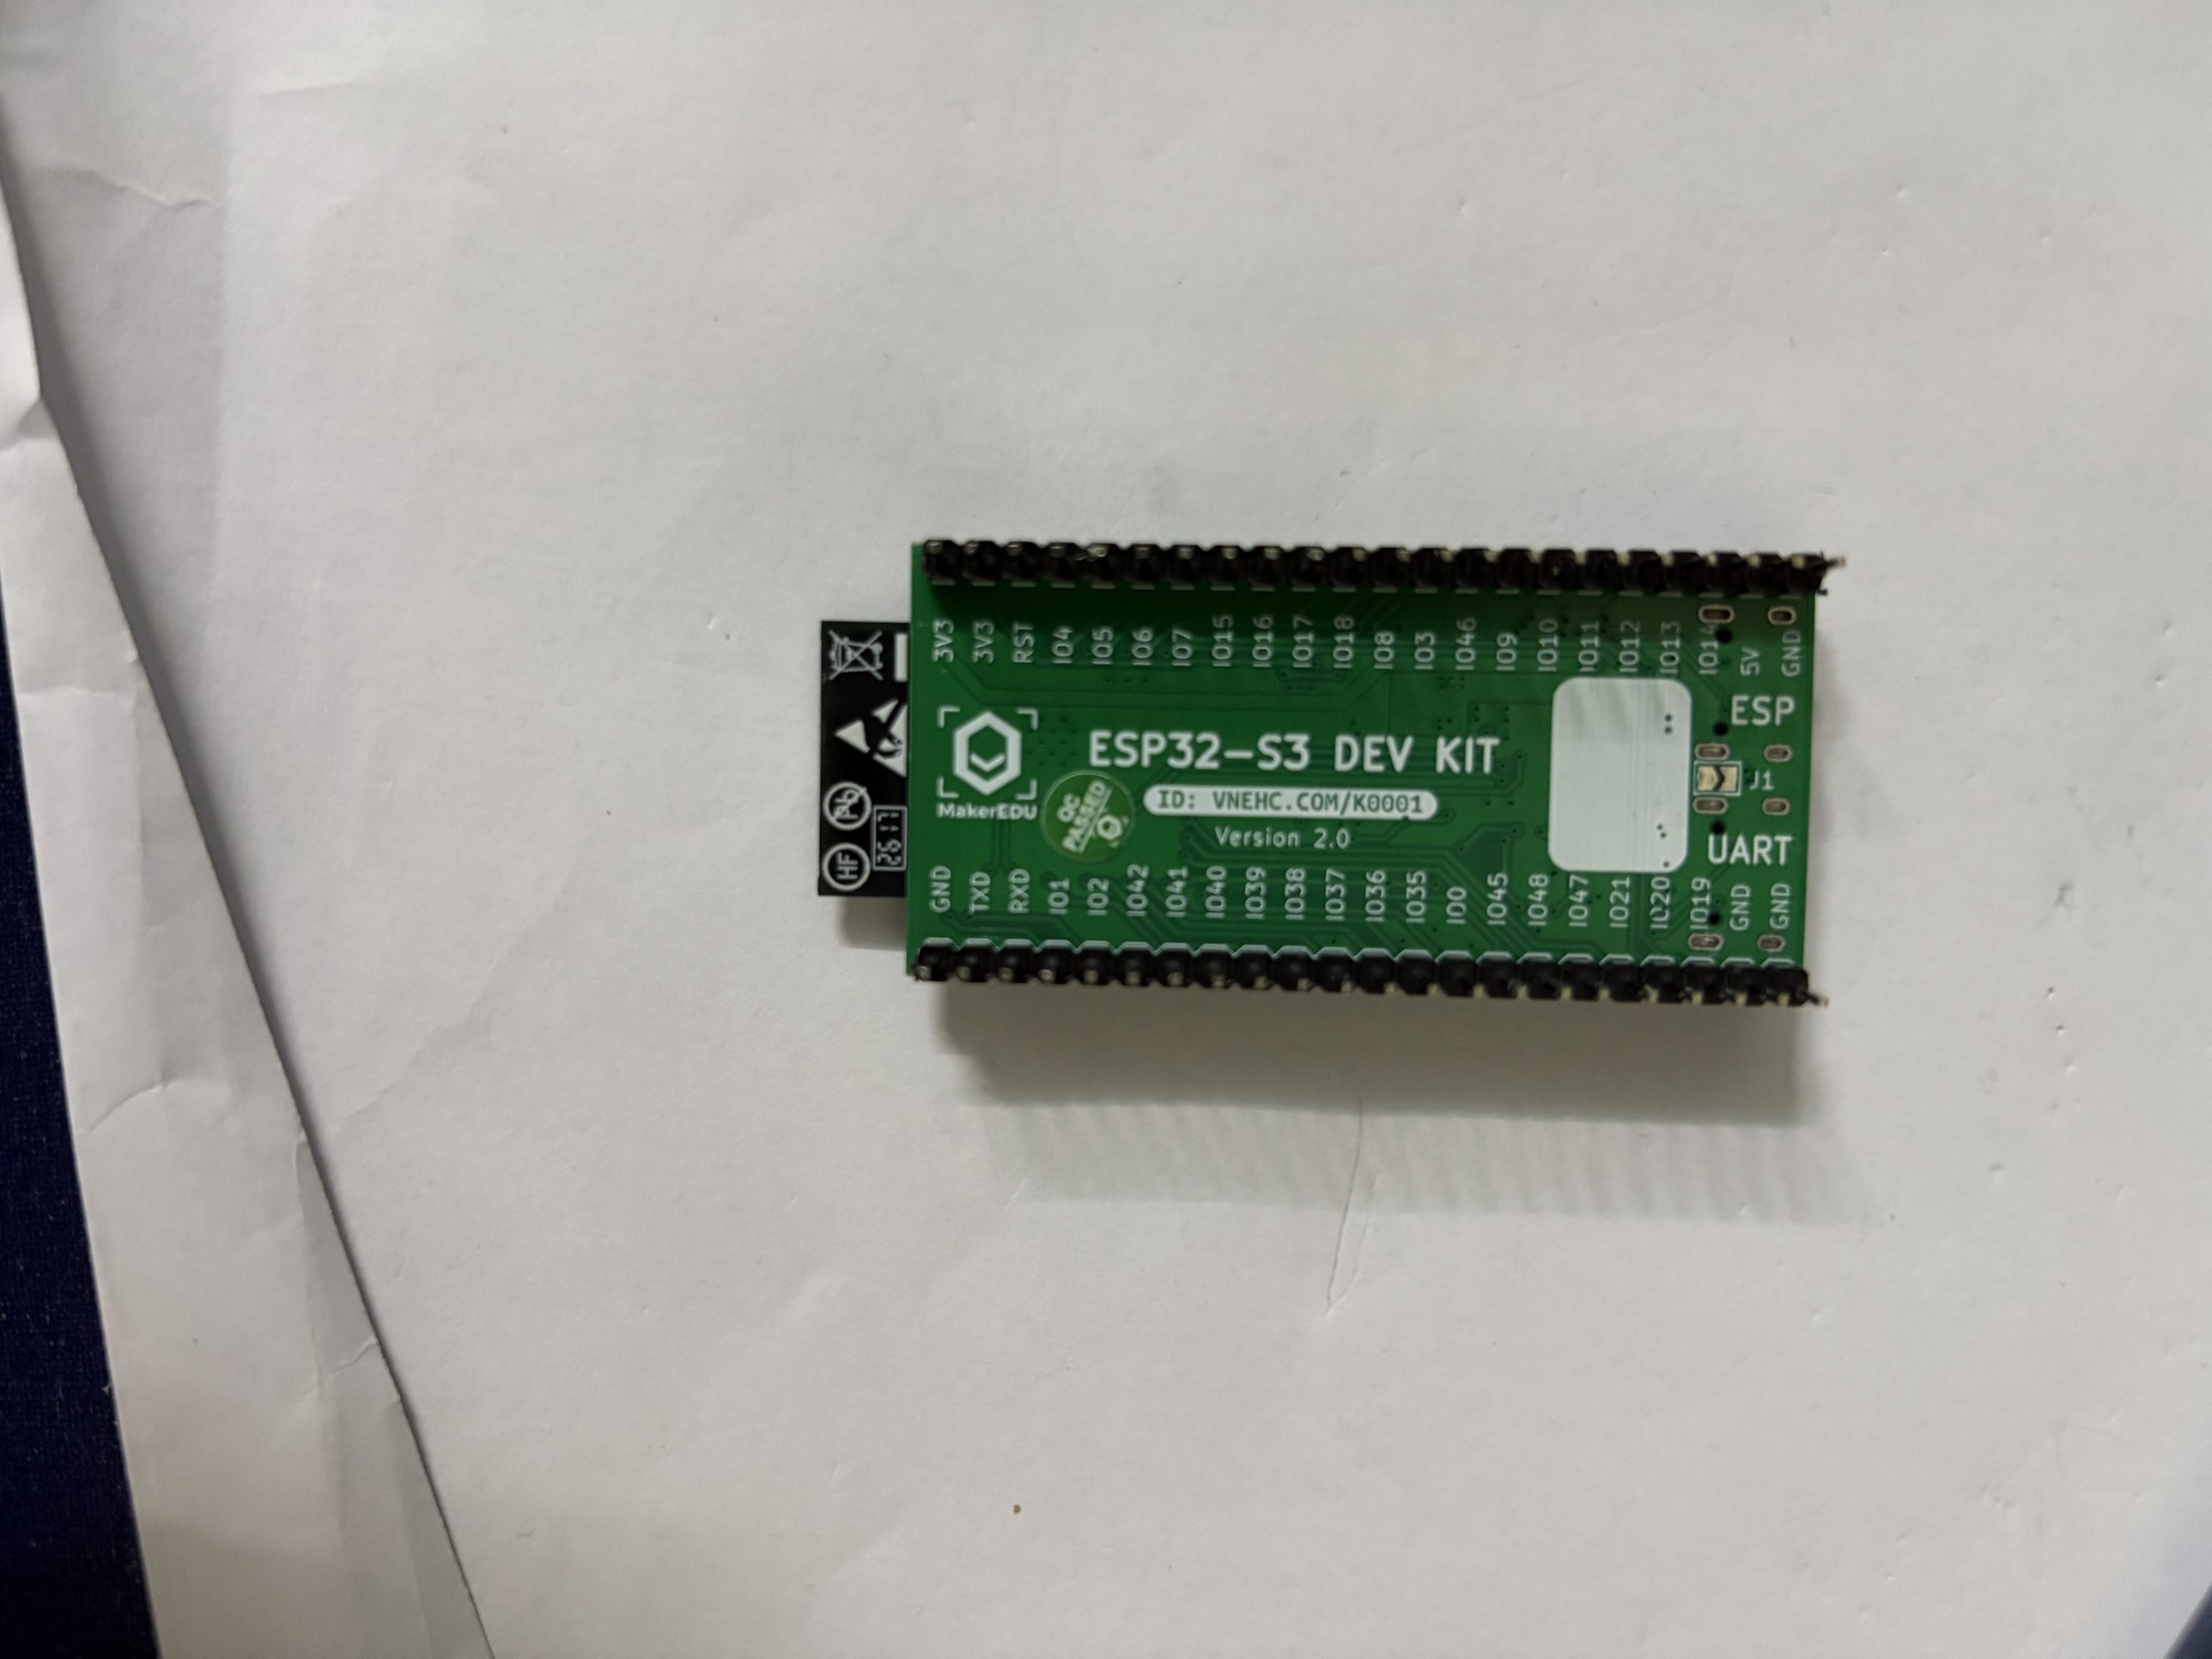 3V3 3V3 RST IO4 IO5 IO6 IO7 IO15 IO16 IO17 IO18 IO8 IO3 IO46 IO9 IO10 IO11 IO12 IO13 IO14 5V GND
ESP
ESP32-S3 DEV KIT
J1
ID: VNEHC.COM/K0001
MakerEDU
QC
PASSED
Version 2.0
UART
Pb
HF
GND TXD RXD IO1 IO2 IO42 IO41 IO40 IO39 IO38 IO37 IO36 IO35 IO0 IO45 IO48 IO47 IO21 IO20 IO19 GND GND